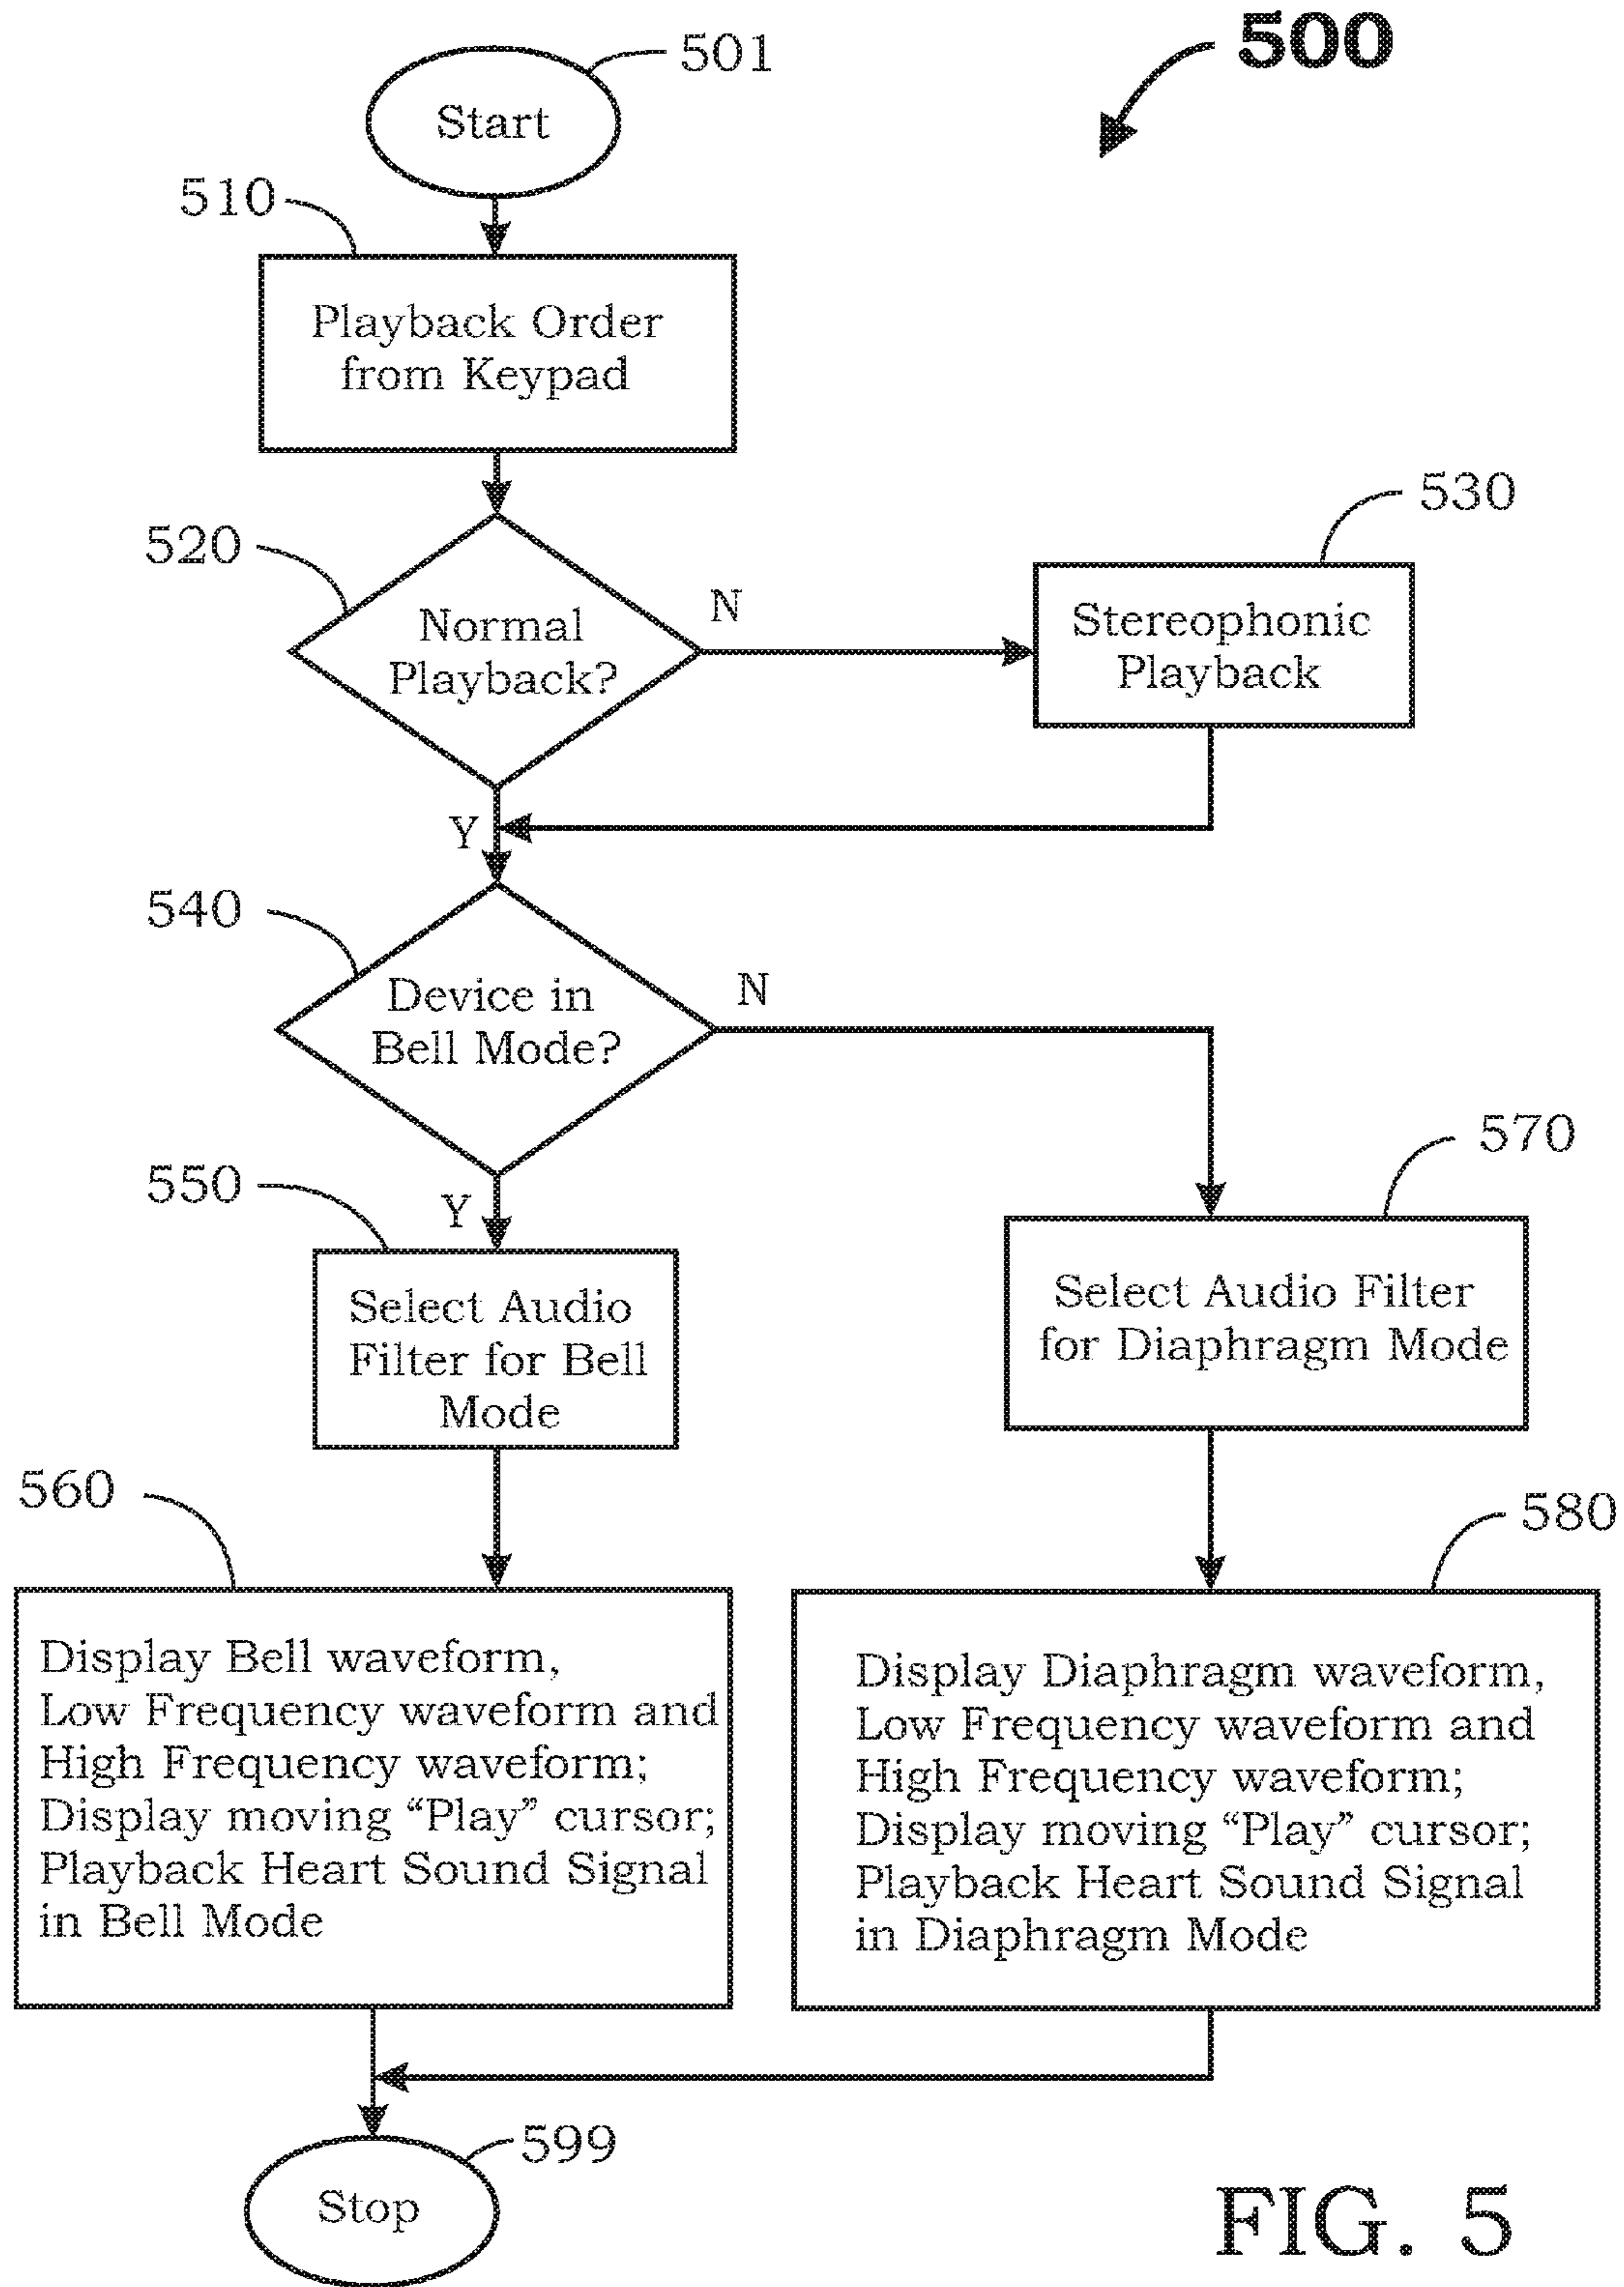 500
501
Start
510
Playback Order
from Keypad
520
Normal
Playback?
N
530
Stereophonic
Playback
Y
540
Device in
Bell Mode?
N
550
Y
Select Audio
Filter for Bell
Mode
570
Select Audio Filter
for Diaphragm Mode
560
Display Bell waveform,
Low Frequency waveform and
High Frequency waveform;
Display moving “Play” cursor;
Playback Heart Sound Signal
in Bell Mode
580
Display Diaphragm waveform,
Low Frequency waveform and
High Frequency waveform;
Display moving “Play” cursor;
Playback Heart Sound Signal
in Diaphragm Mode
599
Stop
FIG. 5